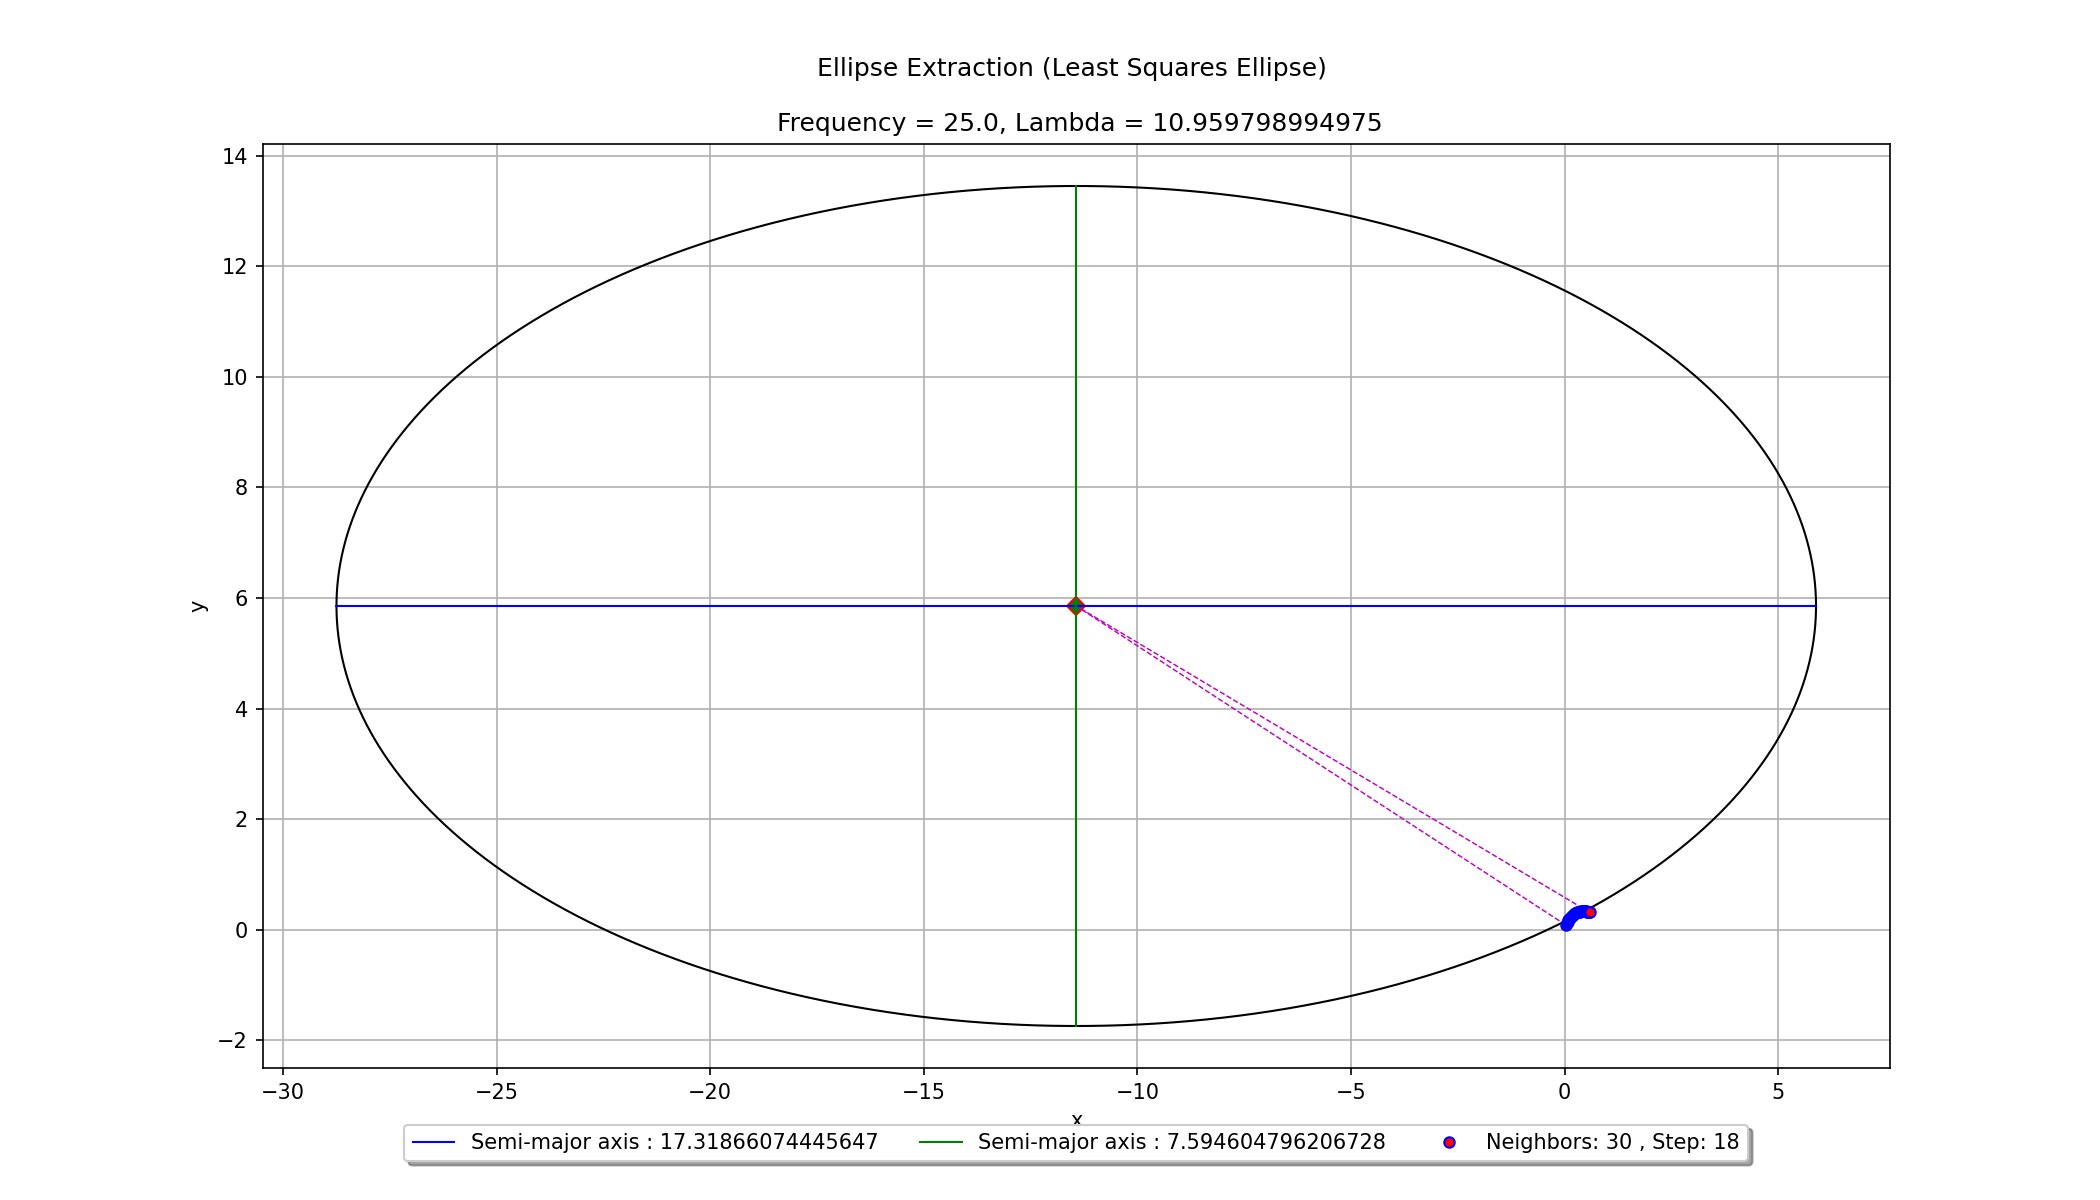 Ellipse Extraction (Least Squares Ellipse)
Frequency = 25.0, Lambda = 10.959798994975
14
12
10
8
6
4
2
0
−2
y
−30 −25 −20 −15 −10 −5 0 5
x
Semi-major axis : 17.31866074445647 Semi-major axis : 7.594604796206728 Neighbors: 30 , Step: 18